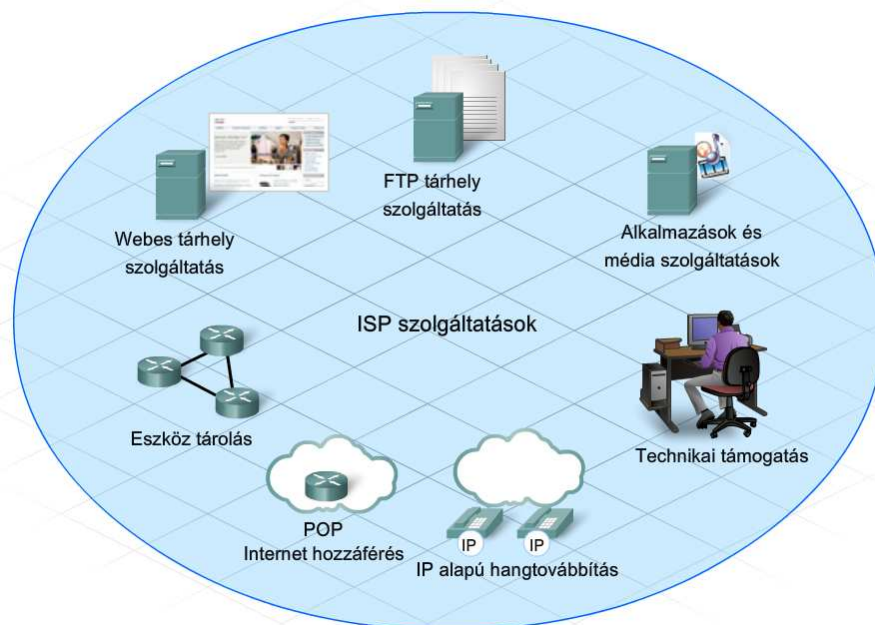 FTP tárhely
szolgáltatás
Webes tárhely
szolgáltatás
Alkalmazások és
média szolgáltatások
ISP szolgáltatások
Eszköz tárolás
Technikai támogatás
POP
Internet hozzáférés
IP
IP
IP alapú hangtovábbítás